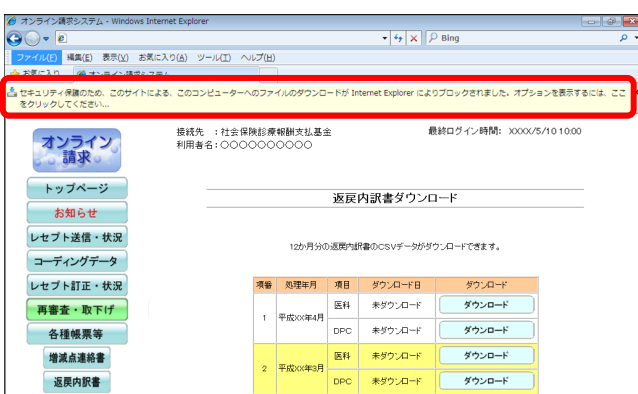 オンライン請求システム - Windows Internet Explorer
Bing
ファイル(F) 編集(E) 表示(V) お気に入り(A) ツール(T) ヘルプ(H)
お気に入り オンライン請求システム
セキュリティ保護のため、このサイトによる、このコンピューターへのファイルのダウンロードが Internet Explorer によりブロックされました。オプションを表示するには、ここ
をクリックしてください...
オンライン
請求
接続先 :社会保険診療報酬支払基金
利用者名:〇〇〇〇〇〇〇〇〇〇
最終ログイン時間: XXXX/5/10 10:00
トップページ
お知らせ
レセプト送信・状況
コーディングデータ
レセプト訂正・状況
再審査・取下げ
各種帳票等
増減点連絡書
返戻内訳書
返戻内訳書ダウンロード
12か月分の返戻内訳書のCSVデータがダウンロードできます。
項番 処理年月 項目 ダウンロード日 ダウンロード
1 平成XX年4月 医科 未ダウンロード ダウンロード
DPC 未ダウンロード ダウンロード
2 平成XX年3月 医科 未ダウンロード ダウンロード
DPC 未ダウンロード ダウンロード